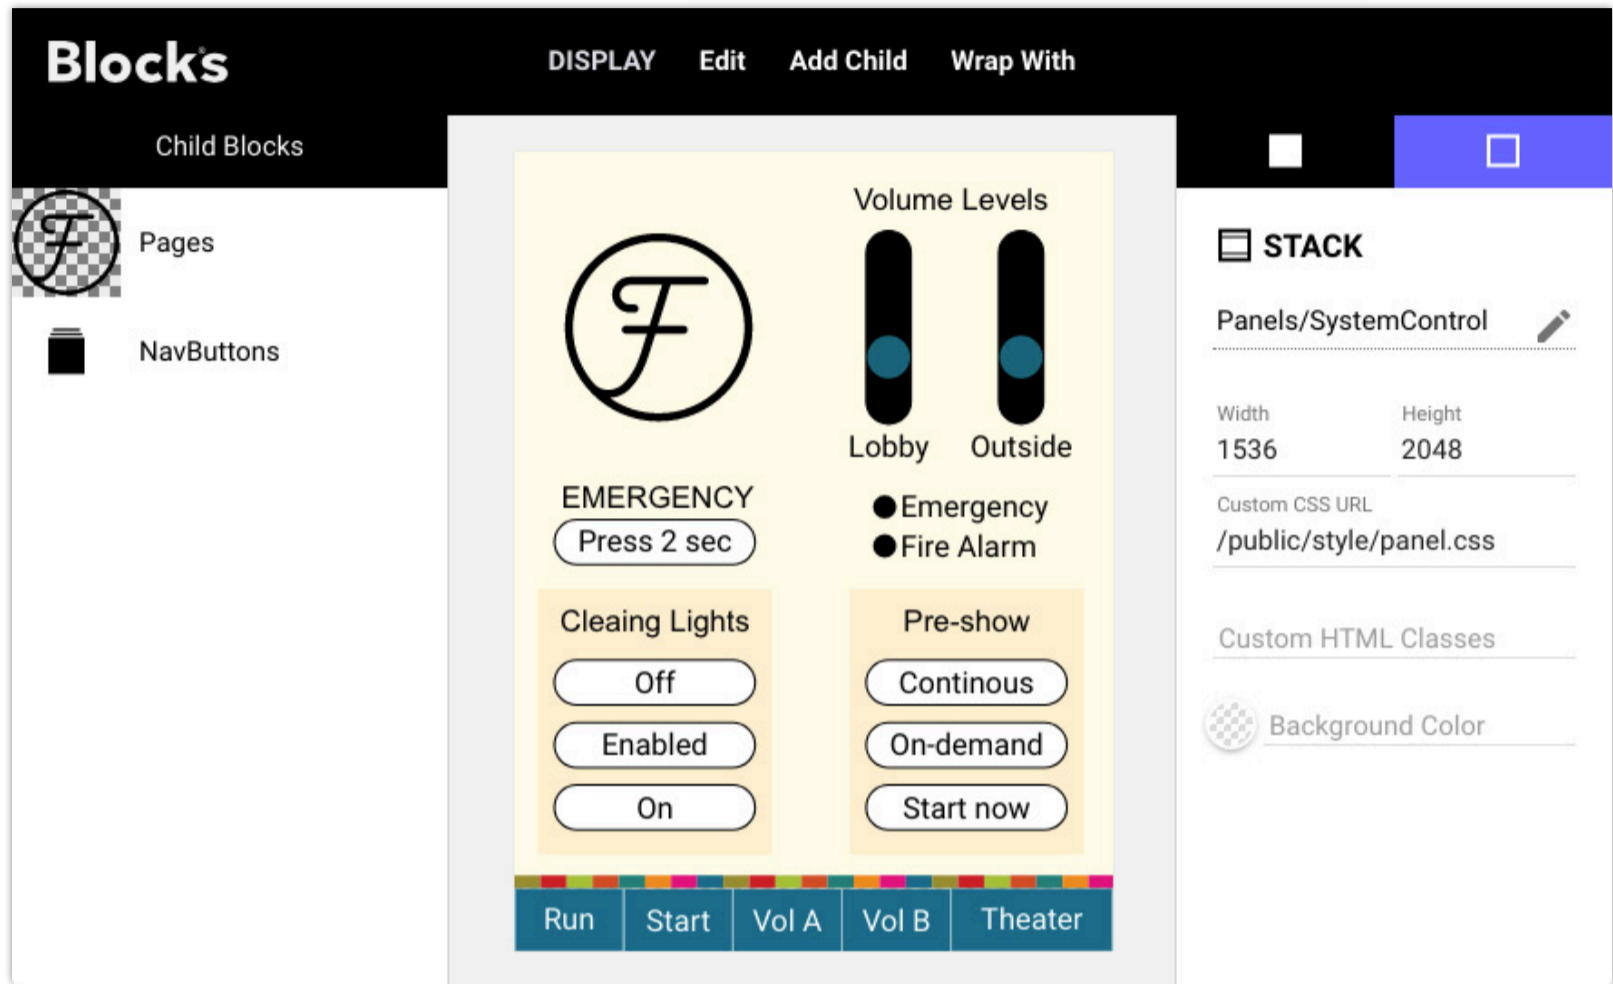 Blocks
DISPLAY Edit Add Child Wrap With
Child Blocks
Pages
NavButtons
Volume Levels
Lobby Outside
EMERGENCY
Press 2 sec
Emergency
Fire Alarm
Cleaing Lights
Off
Enabled
On
Pre-show
Continous
On-demand
Start now
Run Start Vol A Vol B Theater
STACK
Panels/SystemControl
Width Height
1536 2048
Custom CSS URL
/public/style/panel.css
Custom HTML Classes
Background Color